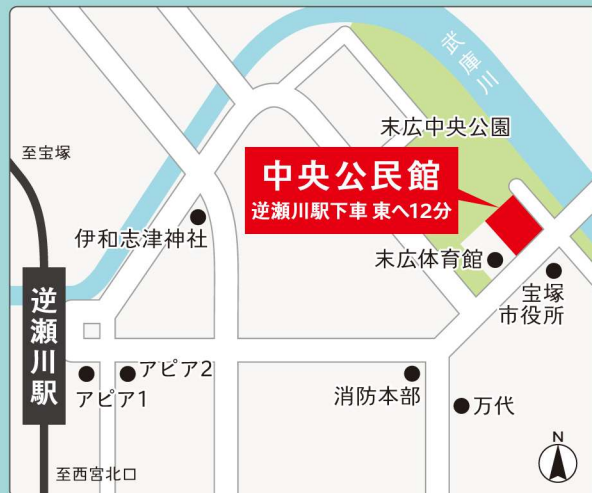 武庫川
末広中央公園
至宝塚
中央公民館
逆瀬川駅下車 東へ12分
伊和志津神社
末広体育館
宝塚
市役所
逆瀬川駅
アピア2
アピア1
消防本部
万代
至西宮北口
N